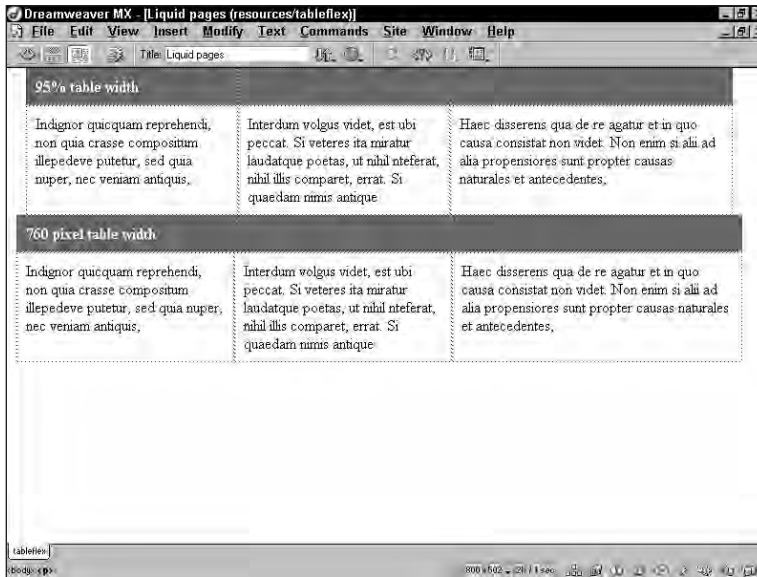 Dreamweaver MX - [Liquid pages (resources/tableflex)]
File Edit View Insert Modify Text Commands Site Window Help
Title: Liquid pages
95% table width
Indignor quicquam reprehendi,
non quia crasse compositum
illepedeve putetur, sed quia
nuper, nec veniam antiquis,
Interdum volgus videt, est ubi
peccat. Si veteres ita miratur
laudatque poetas, ut nihil nteferat,
nihil illis comparet, errat. Si
quaedam nimis antique
Haec disserens qua de re agatur et in quo
causa consistat non videt. Non enim si alii ad
alia propensiores sunt propter causas
naturales et antecedentes,
760 pixel table width
Indignor quicquam reprehendi,
non quia crasse compositum
illepedeve putetur, sed quia nuper,
nec veniam antiquis,
Interdum volgus videt, est ubi
peccat. Si veteres ita miratur
laudatque poetas, ut nihil nteferat,
nihil illis comparet, errat. Si
quaedam nimis antique
Haec disserens qua de re agatur et in quo
causa consistat non videt. Non enim si alii ad
alia propensiores sunt propter causas naturales
et antecedentes,
tableflex
<body> <p>
800 x 502 2K / 1 sec